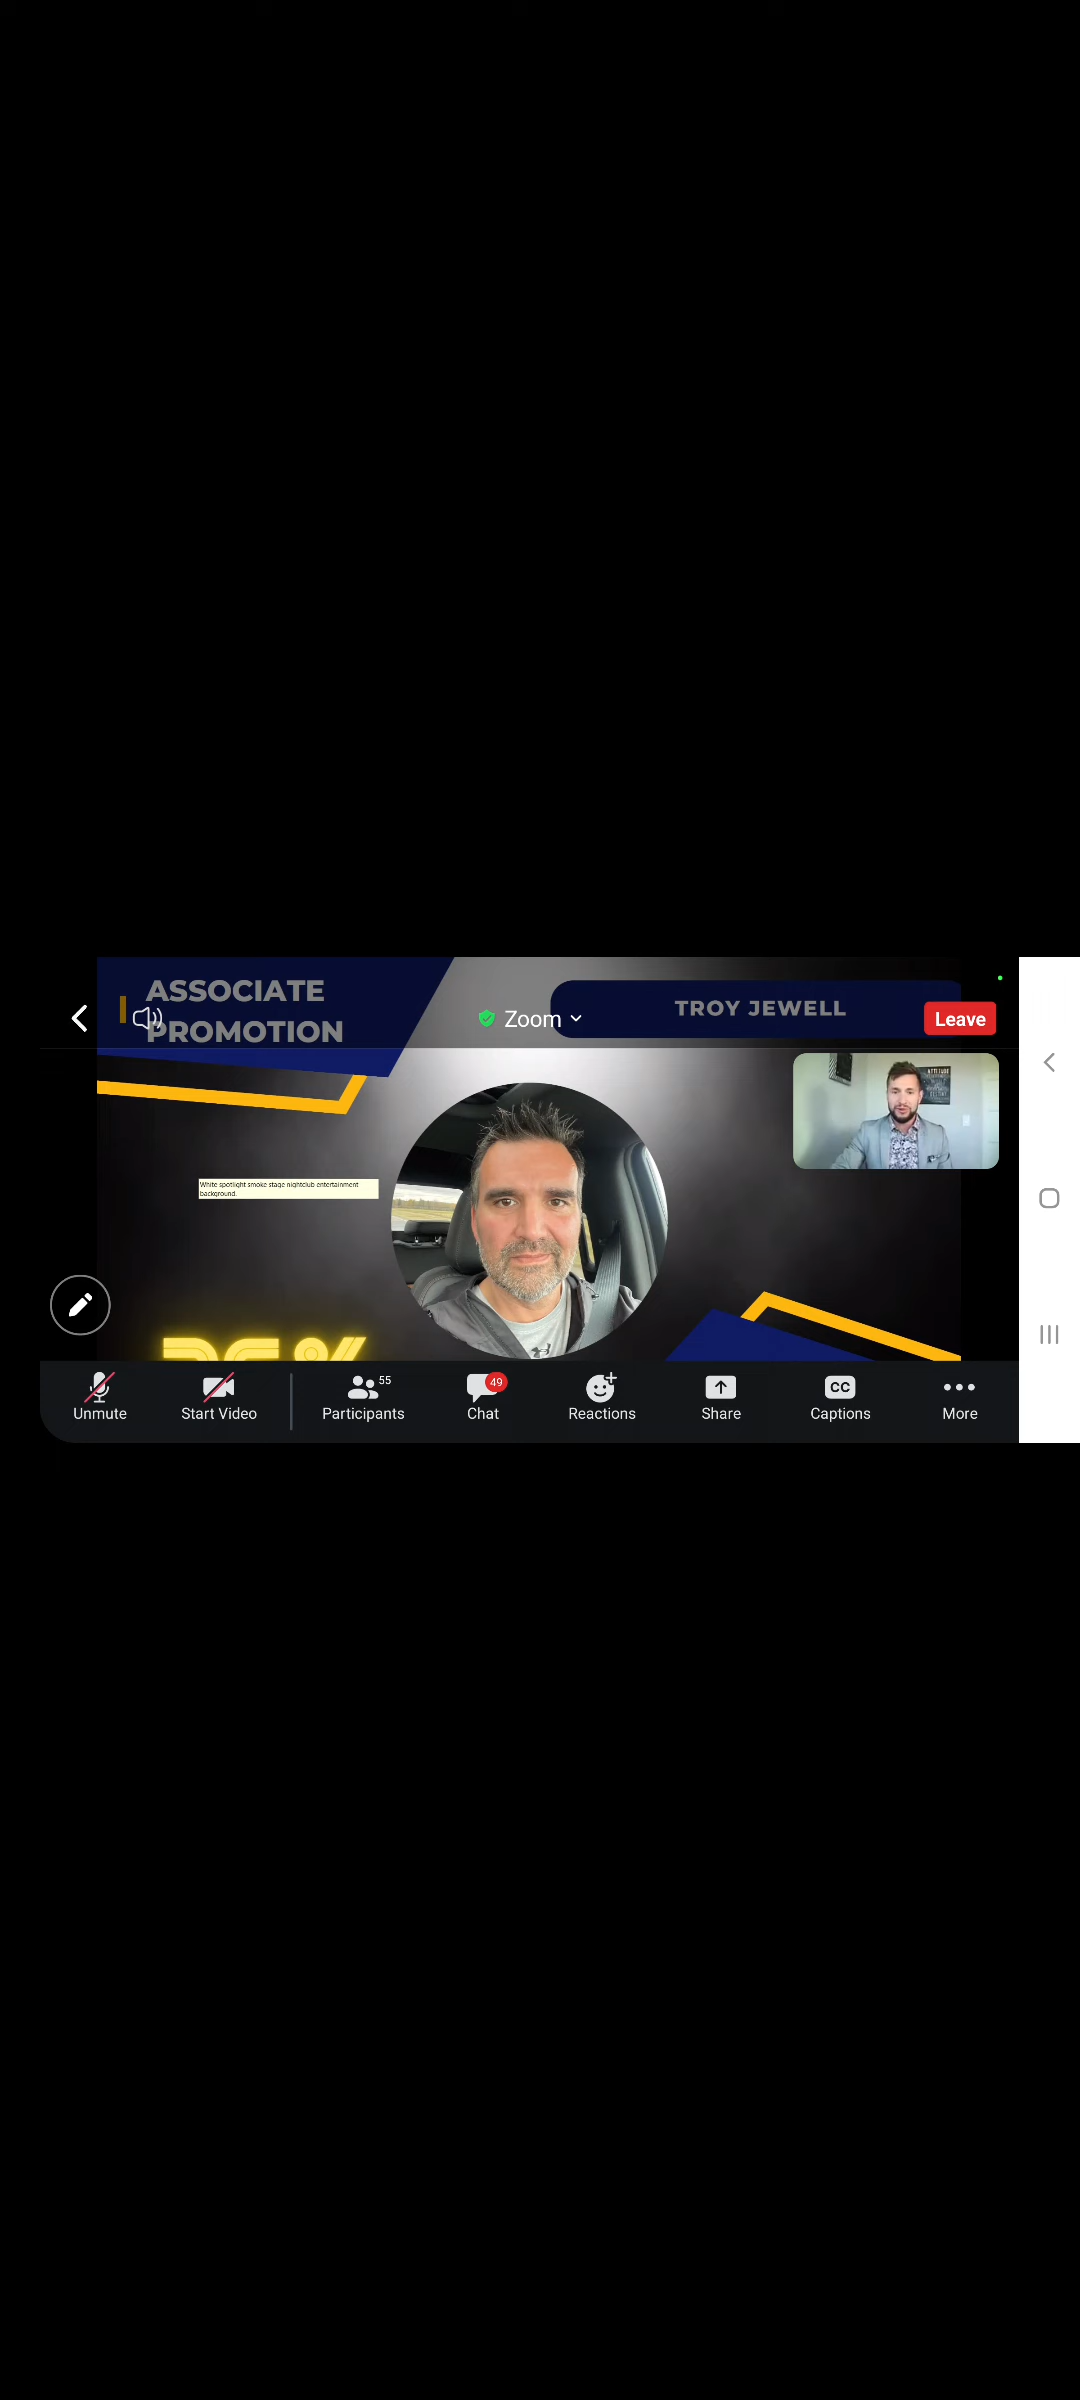 ASSOCIATE
PROMOTION
Zoom
TROY JEWELL
Leave
ATTITUDE
White spotlight smoke stage nightclub entertainment
background.
Unmute
Start Video
55
Participants
49
Chat
Reactions
Share
CC
Captions
More